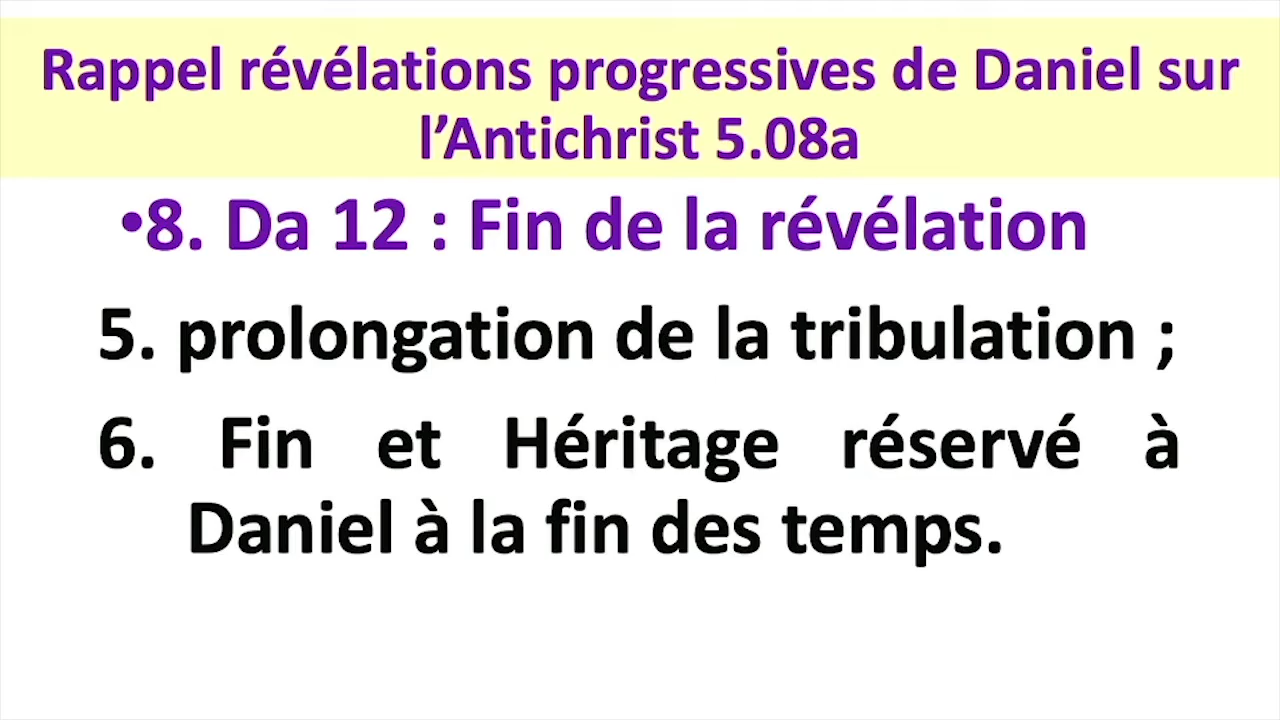 Rappel révélations progressives de Daniel sur
l’Antichrist 5.08a
•8. Da 12 : Fin de la révélation
5. prolongation de la tribulation ;
6. Fin et Héritage réservé à
Daniel à la fin des temps.